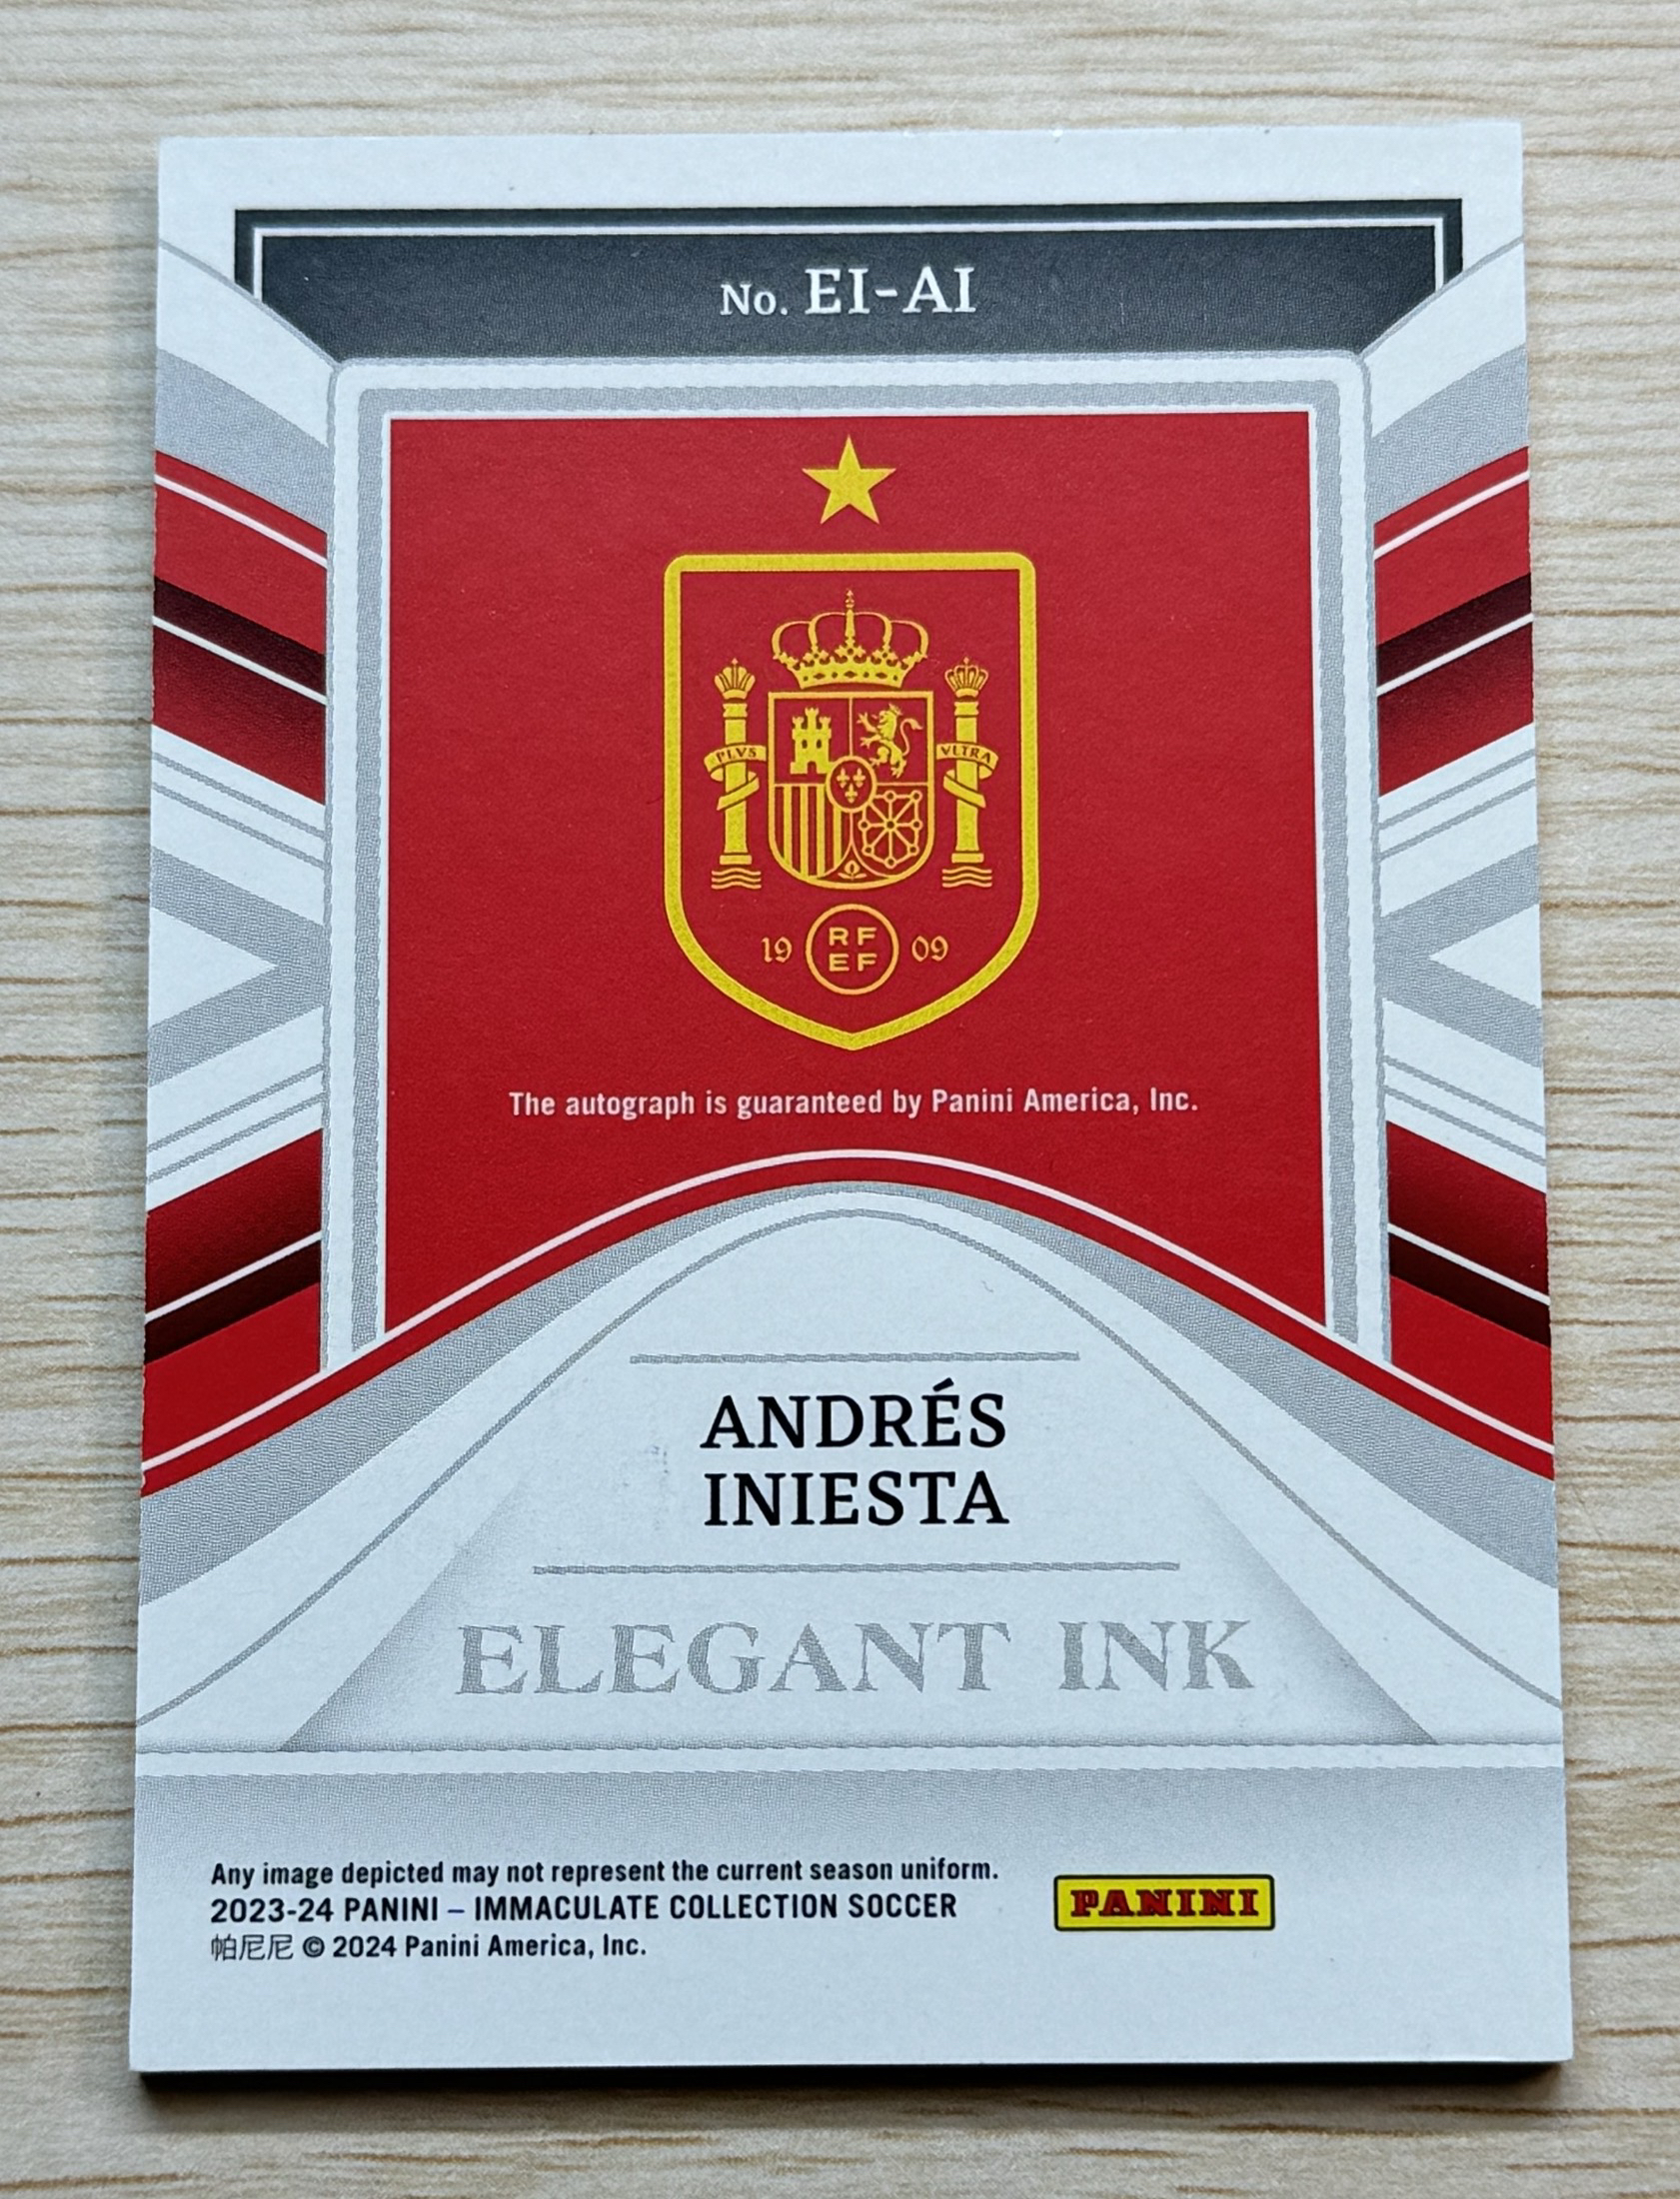 No. EI-AI
PLVS VLTRA
19 RF 09
EF
The autograph is guaranteed by Panini America, Inc.
ANDRÉS
INIESTA
ELEGANT INK
Any image depicted may not represent the current season uniform.
2023-24 PANINI – IMMACULATE COLLECTION SOCCER
帕尼尼 © 2024 Panini America, Inc.
PANINI